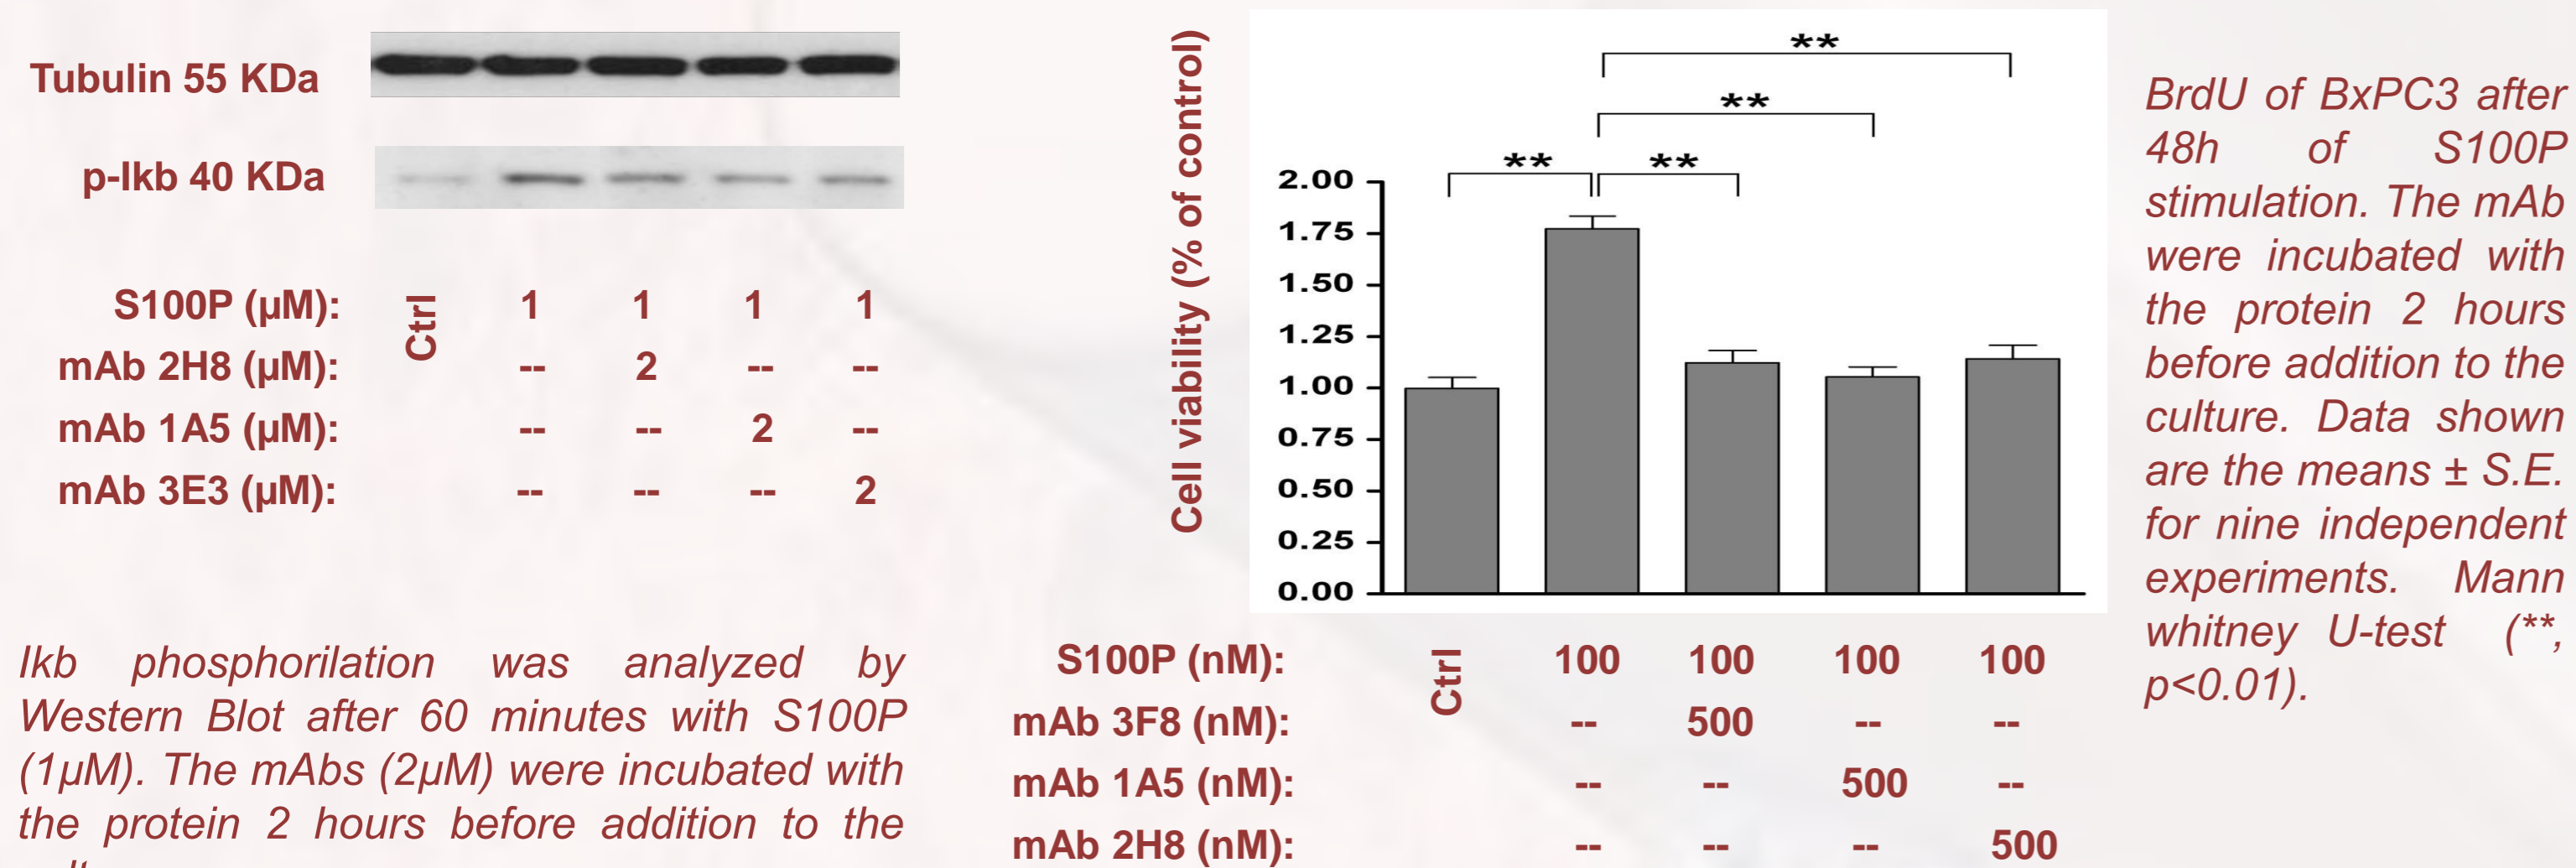 Tubulin 55 KDa
p-Ikb 40 KDa
S100P (µM): Ctrl 1 1 1 1
mAb 2H8 (µM): -- 2 -- --
mAb 1A5 (µM): -- -- 2 --
mAb 3E3 (µM): -- -- -- 2
Ikb phosphorilation was analyzed by
Western Blot after 60 minutes with S100P
(1µM). The mAbs (2µM) were incubated with
the protein 2 hours before addition to the
Cell viability (% of control)
**
**
** **
2.00
1.75
1.50
1.25
1.00
0.75
0.50
0.25
0.00
S100P (nM): Ctrl 100 100 100 100
mAb 3F8 (nM): -- 500 -- --
mAb 1A5 (nM): -- -- 500 --
mAb 2H8 (nM): -- -- -- 500
BrdU of BxPC3 after
48h of S100P
stimulation. The mAb
were incubated with
the protein 2 hours
before addition to the
culture. Data shown
are the means ± S.E.
for nine independent
experiments. Mann
whitney U-test (**,
p<0.01).